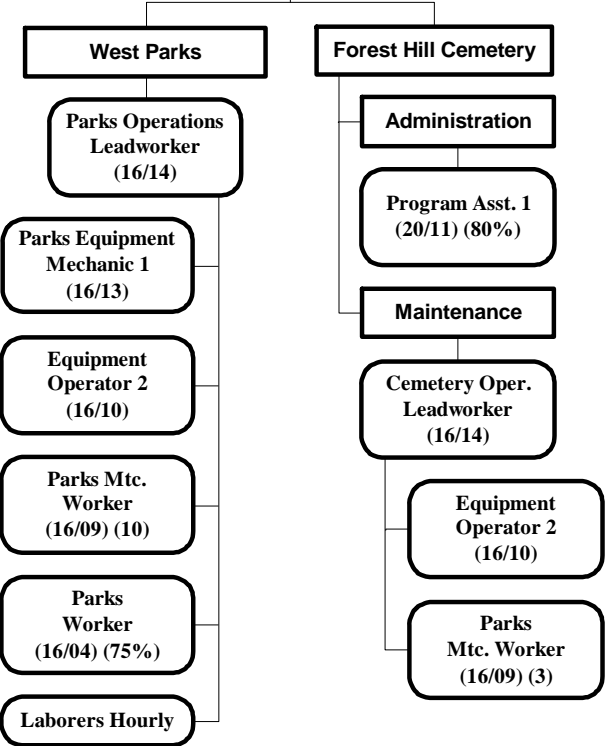 West Parks
Parks Operations
Leadworker
(16/14)
Parks Equipment
Mechanic 1
(16/13)
Equipment
Operator 2
(16/10)
Parks Mtc.
Worker
(16/09) (10)
Parks
Worker
(16/04) (75%)
Laborers Hourly
Forest Hill Cemetery
Administration
Program Asst. 1
(20/11) (80%)
Maintenance
Cemetery Oper.
Leadworker
(16/14)
Equipment
Operator 2
(16/10)
Parks
Mtc. Worker
(16/09) (3)